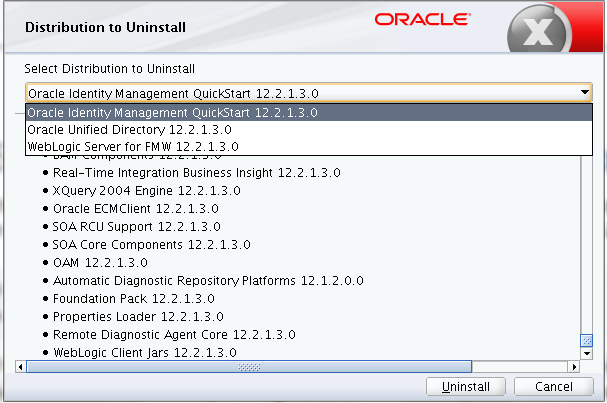 Distribution to Uninstall
ORACLE
Select Distribution to Uninstall
Oracle Identity Management QuickStart 12.2.1.3.0
Oracle Identity Management QuickStart 12.2.1.3.0
Oracle Unified Directory 12.2.1.3.0
WebLogic Server for FMW 12.2.1.3.0
BAM Components 12.2.1.3.0
• Real-Time Integration Business Insight 12.2.1.3.0
• XQuery 2004 Engine 12.2.1.3.0
• Oracle ECMClient 12.2.1.3.0
• SOA RCU Support 12.2.1.3.0
• SOA Core Components 12.2.1.3.0
• OAM 12.2.1.3.0
• Automatic Diagnostic Repository Platforms 12.1.2.0.0
• Foundation Pack 12.2.1.3.0
• Properties Loader 12.2.1.3.0
• Remote Diagnostic Agent Core 12.2.1.3.0
• WebLogic Client Jars 12.2.1.3.0
Uninstall Cancel